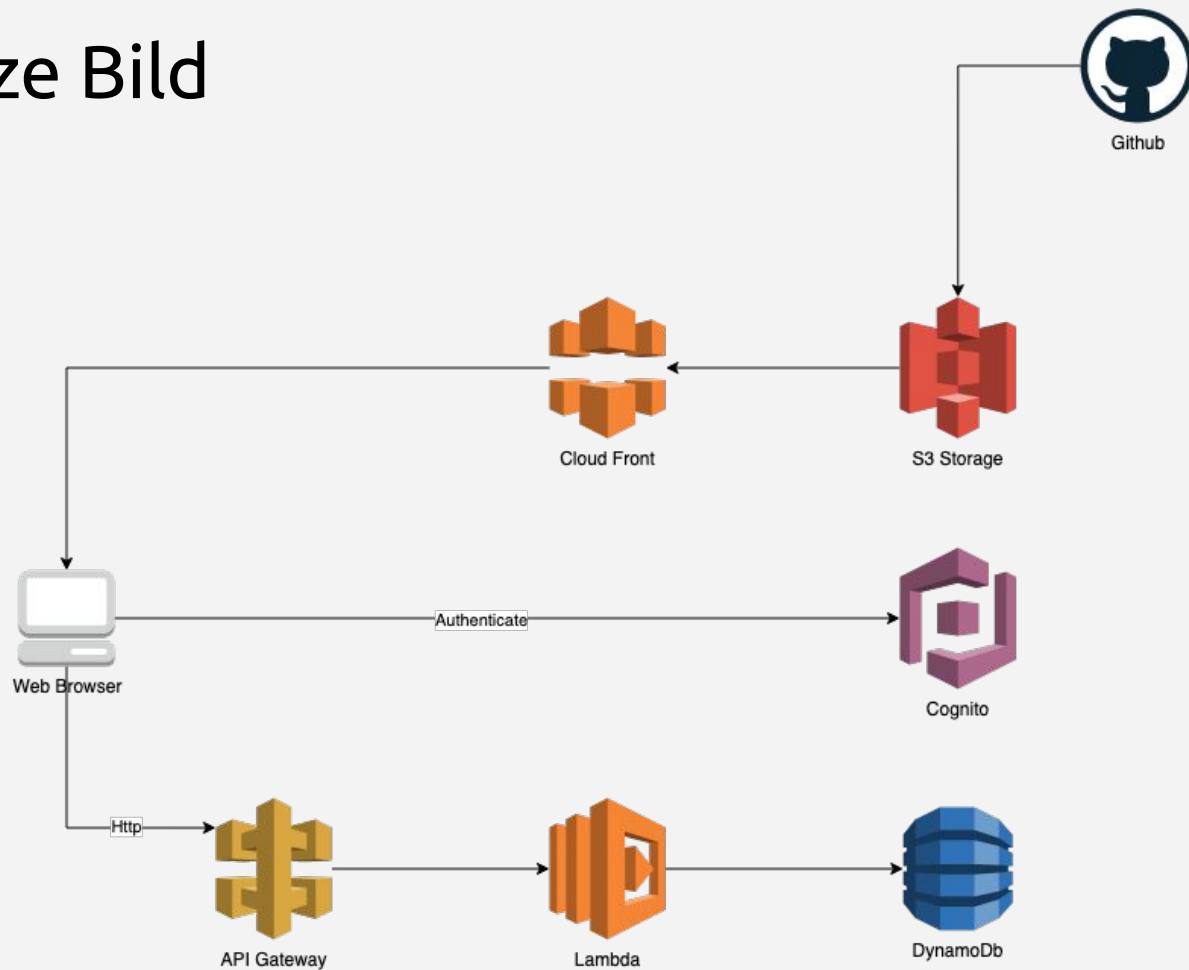 ze Bild
Github
Cloud Front
S3 Storage
Authenticate
Web Browser
Cognito
Http
API Gateway
Lambda
DynamoDb